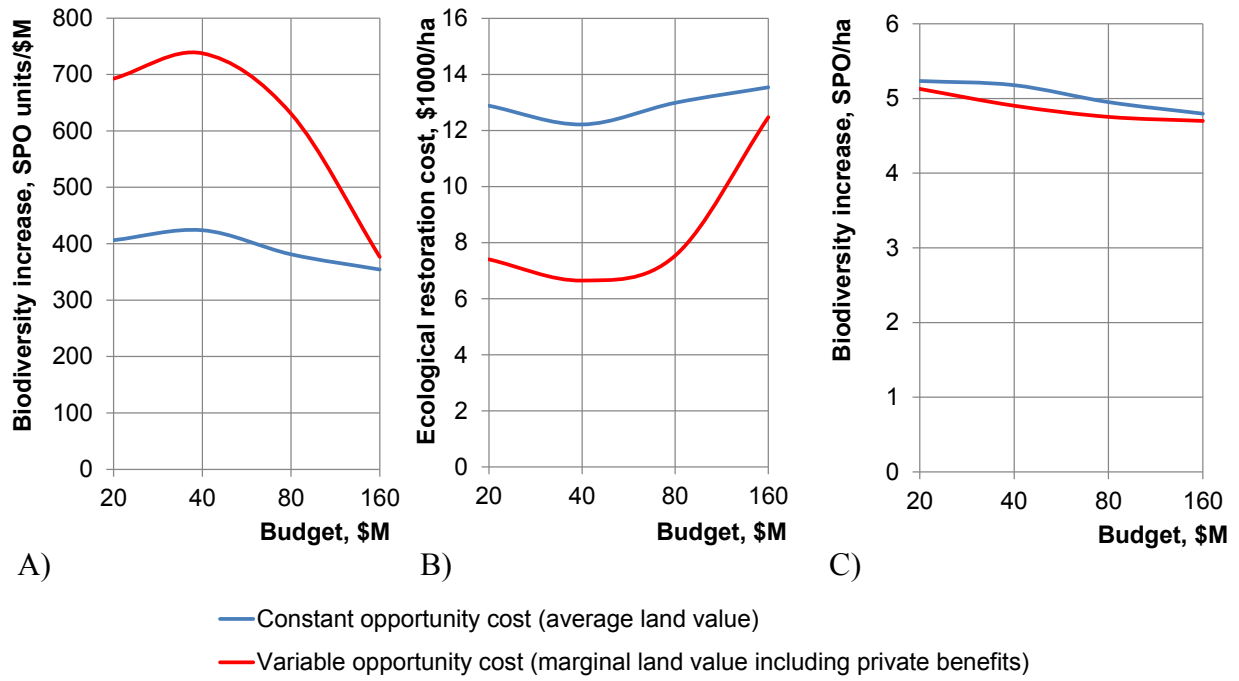 Biodiversity increase, SPO units/$M
800
700
600
500
400
300
200
100
0
20 40 80 160
Budget, $M
A)
Ecological restoration cost, $1000/ha
16
14
12
10
8
6
4
2
0
20 40 80 160
Budget, $M
B)
Biodiversity increase, SPO/ha
6
5
4
3
2
1
0
20 40 80 160
Budget, $M
C)
Constant opportunity cost (average land value)
Variable opportunity cost (marginal land value including private benefits)